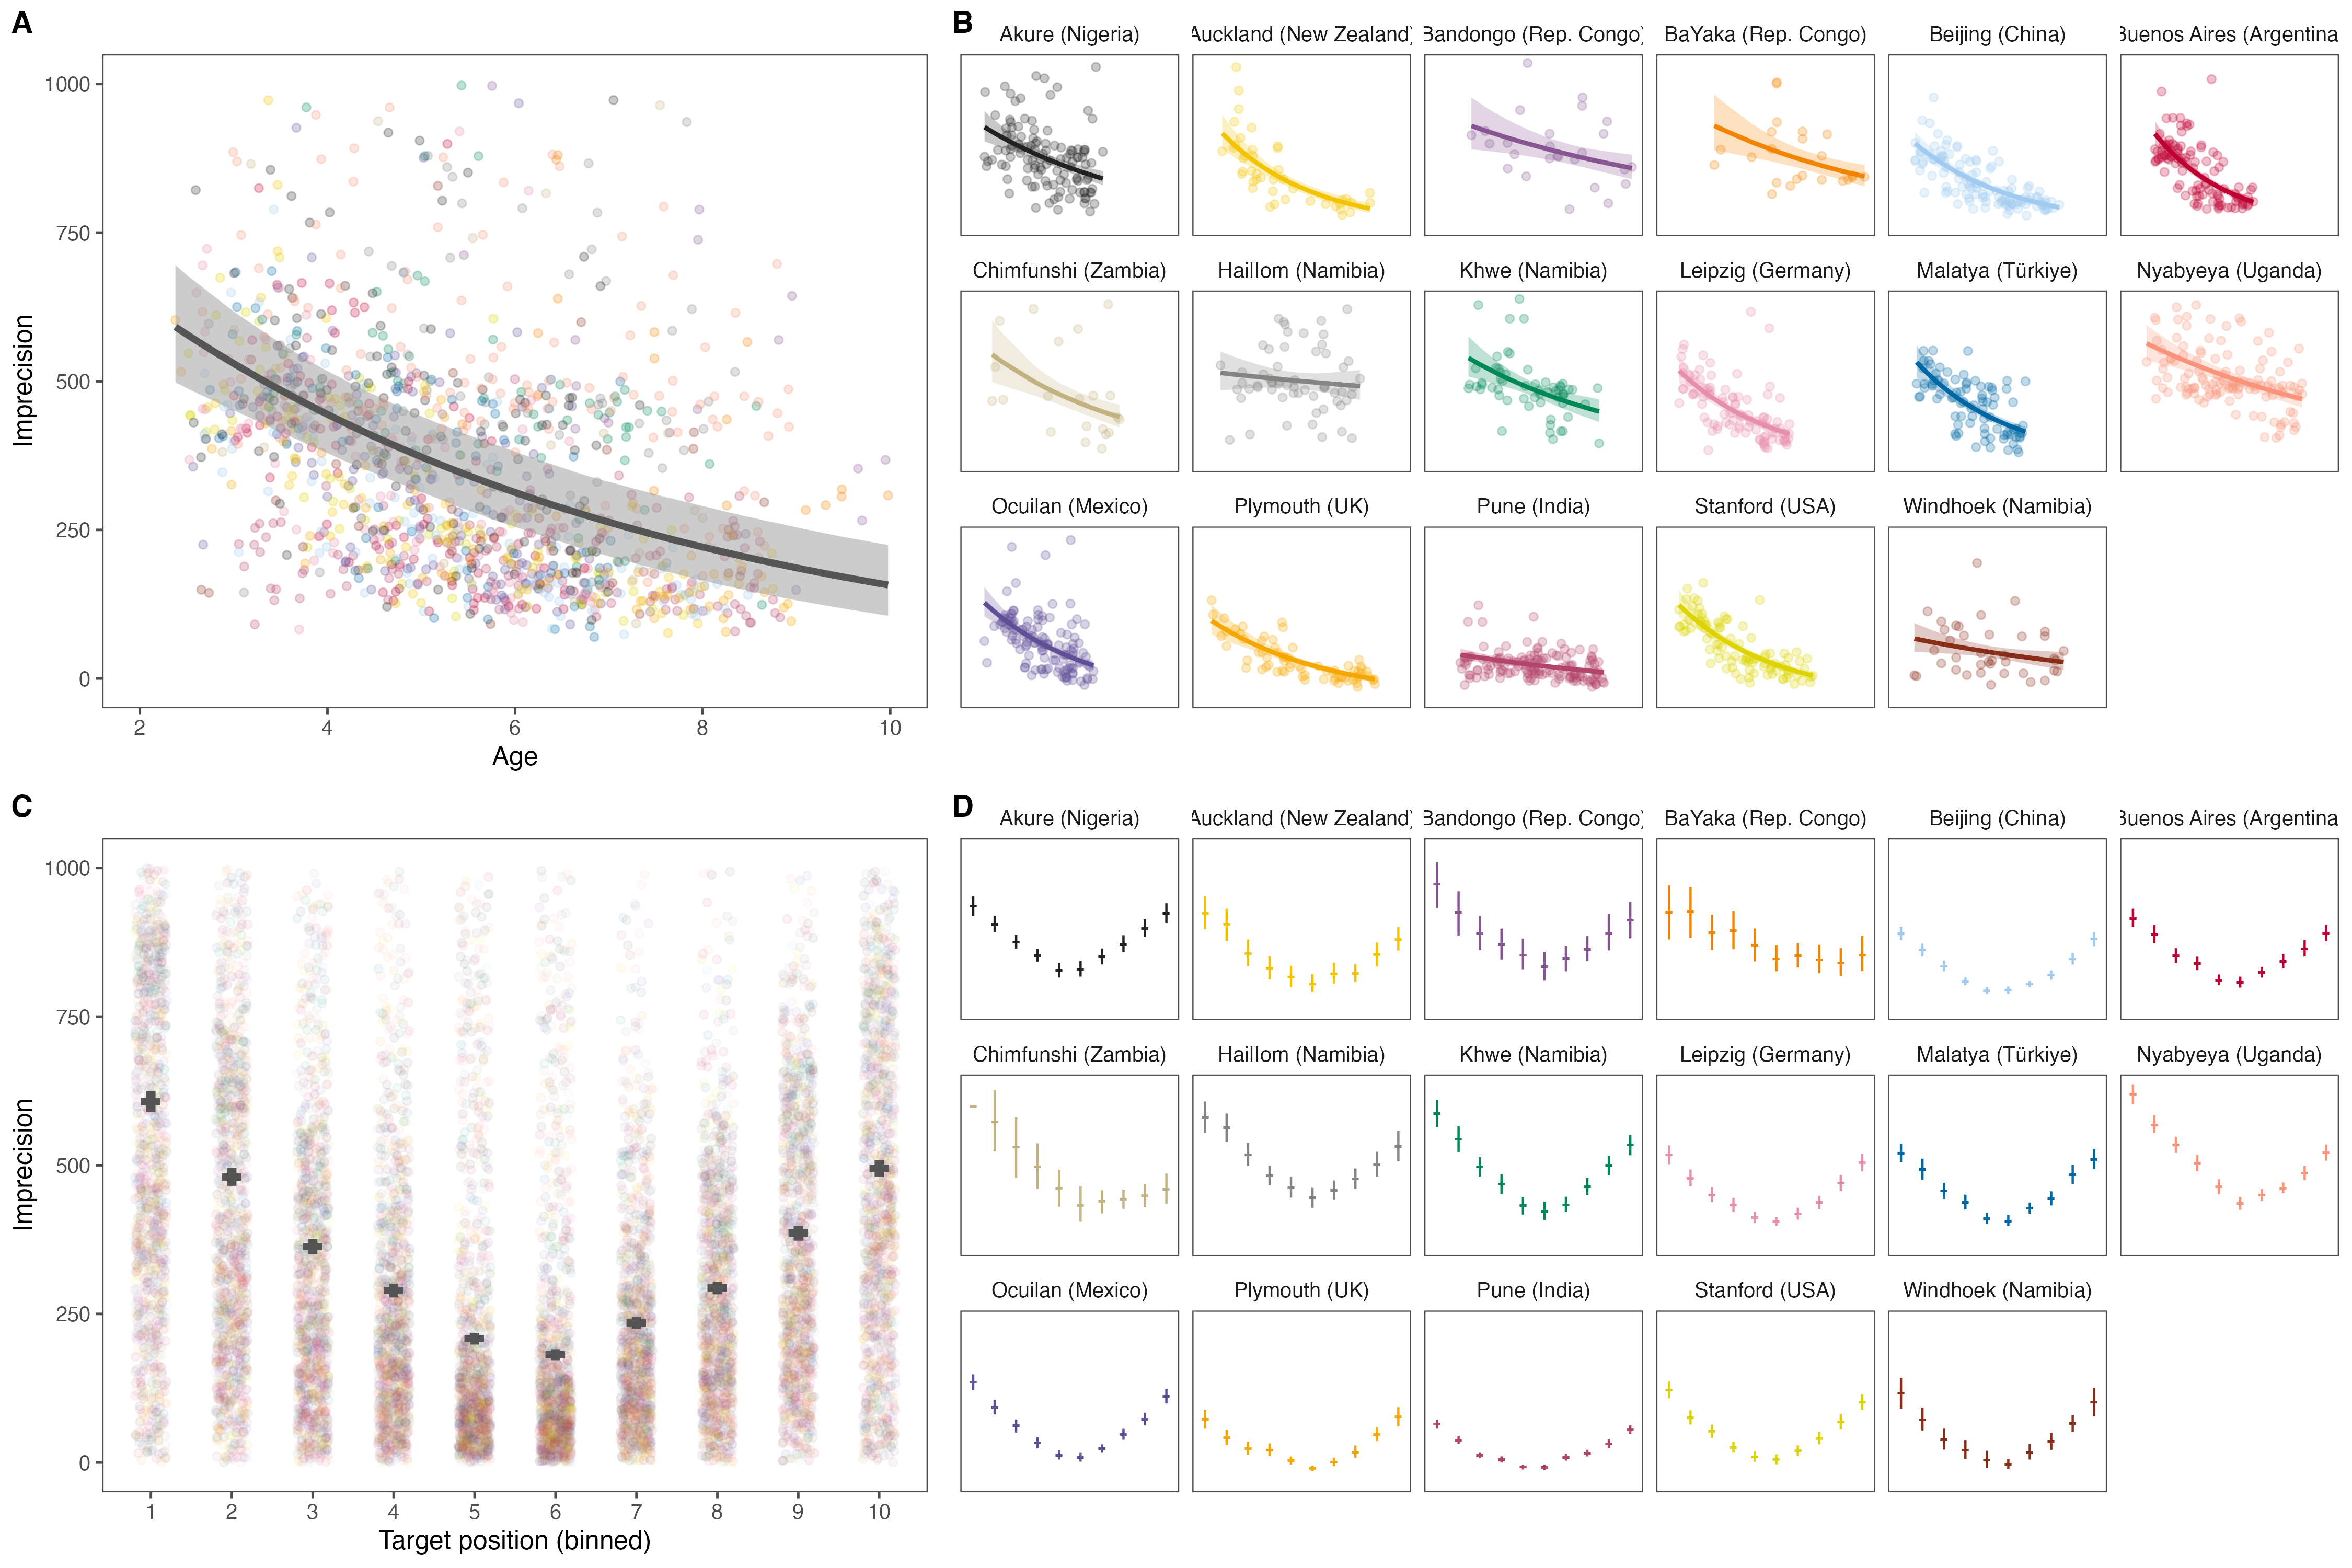 A
Imprecision
1000
750
500
250
0
2 4 6 8 10
Age
B
Akure (Nigeria) Auckland (New Zealand) Bandongo (Rep. Congo) BaYaka (Rep. Congo) Beijing (China) Buenos Aires (Argentina
Chimfunshi (Zambia) Haillom (Namibia) Khwe (Namibia) Leipzig (Germany) Malatya (Türkiye) Nyabyeya (Uganda)
Ocuilan (Mexico) Plymouth (UK) Pune (India) Stanford (USA) Windhoek (Namibia)
C
Imprecision
1000
750
500
250
0
1 2 3 4 5 6 7 8 9 10
Target position (binned)
D
Akure (Nigeria) Auckland (New Zealand) Bandongo (Rep. Congo) BaYaka (Rep. Congo) Beijing (China) Buenos Aires (Argentina
Chimfunshi (Zambia) Haillom (Namibia) Khwe (Namibia) Leipzig (Germany) Malatya (Türkiye) Nyabyeya (Uganda)
Ocuilan (Mexico) Plymouth (UK) Pune (India) Stanford (USA) Windhoek (Namibia)